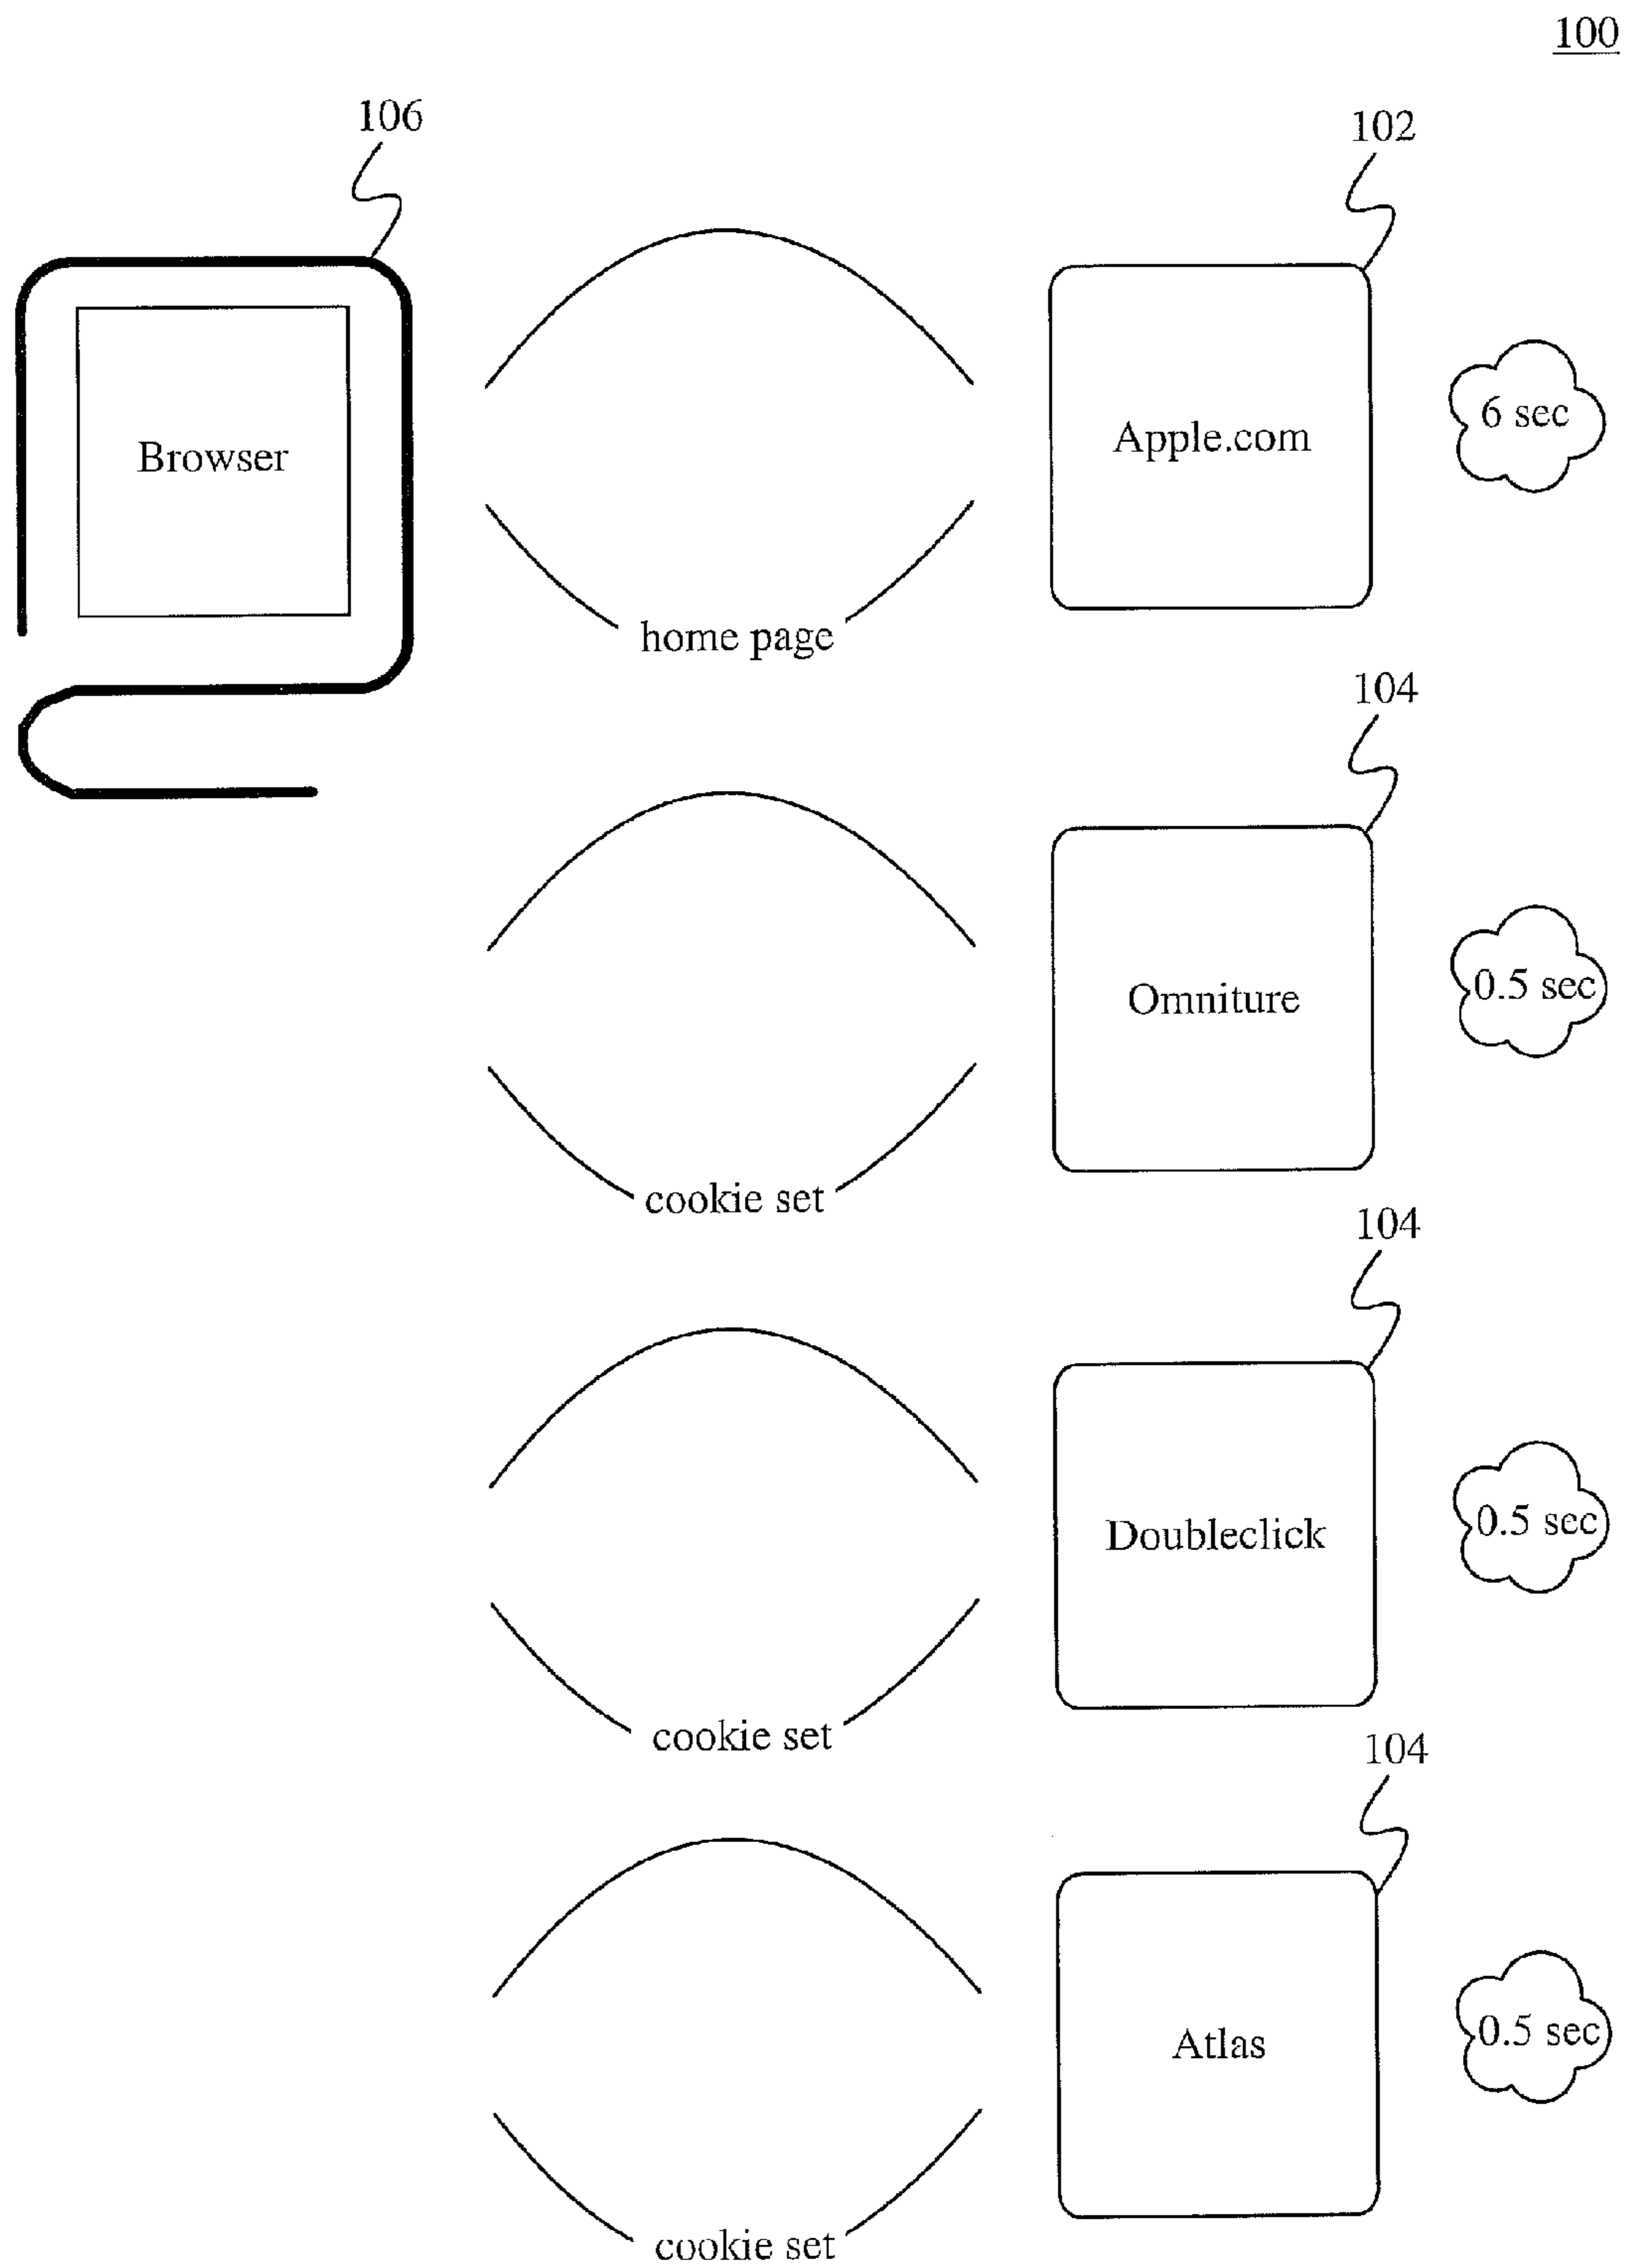 100
106
102
Browser
Apple.com
6 sec
home page
104
Omniture
0.5 sec
cookie set
104
Doubleclick
0.5 sec
cookie set
104
Atlas
0.5 sec
cookie set